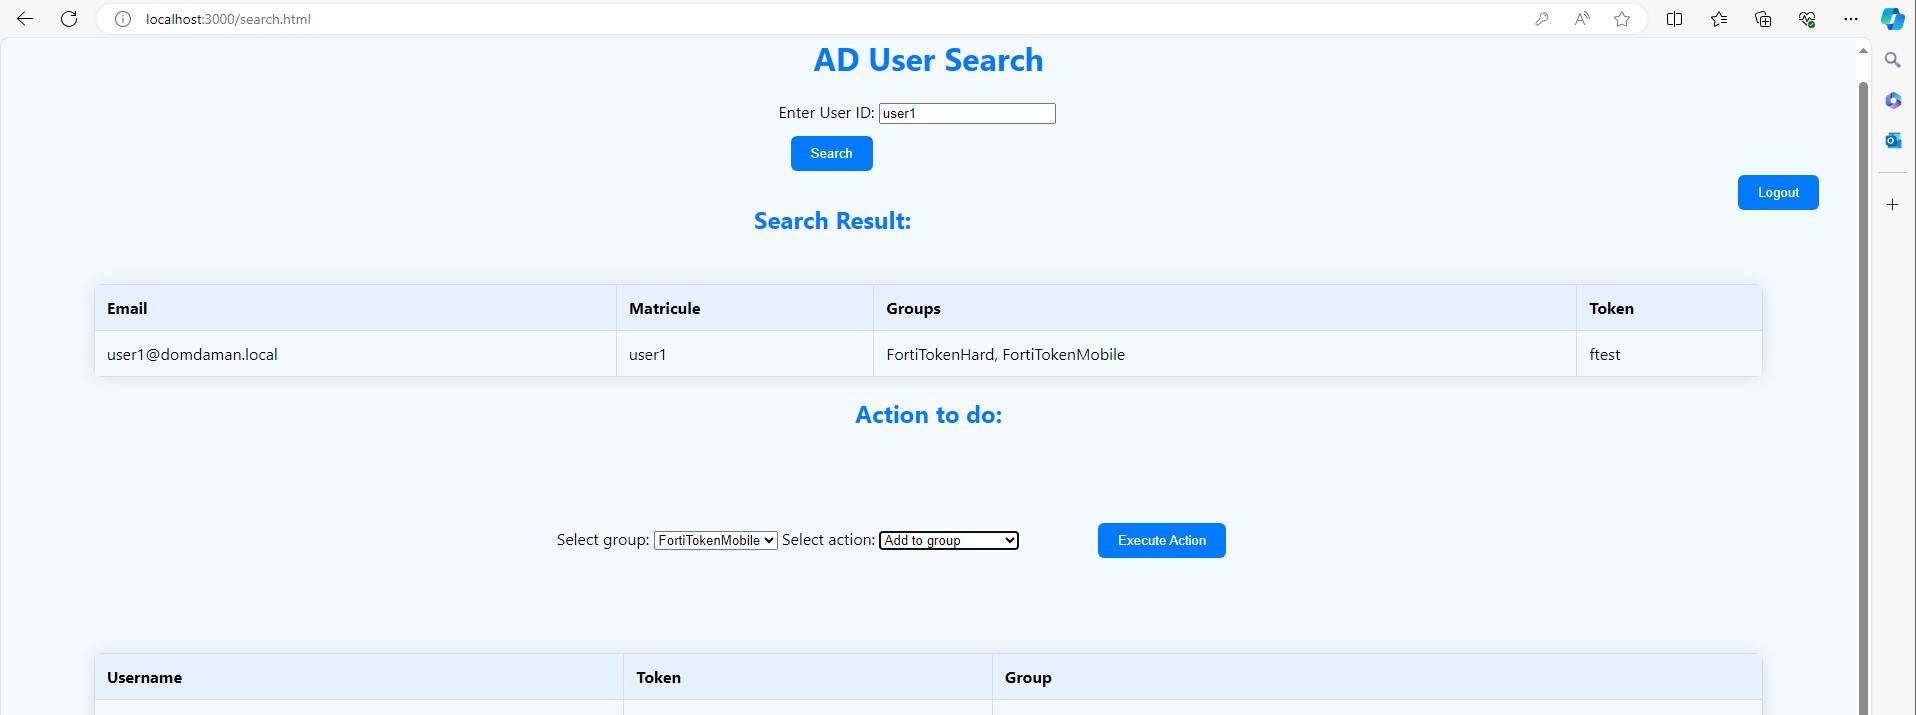 localhost:3000/search.html
AD User Search
Enter User ID: user1
Search
Logout
Search Result:
Email Matricule Groups Token
user1@domdaman.local user1 FortiTokenHard, FortiTokenMobile ftest
Action to do:
Select group: FortiTokenMobile Select action: Add to group Execute Action
Username Token Group